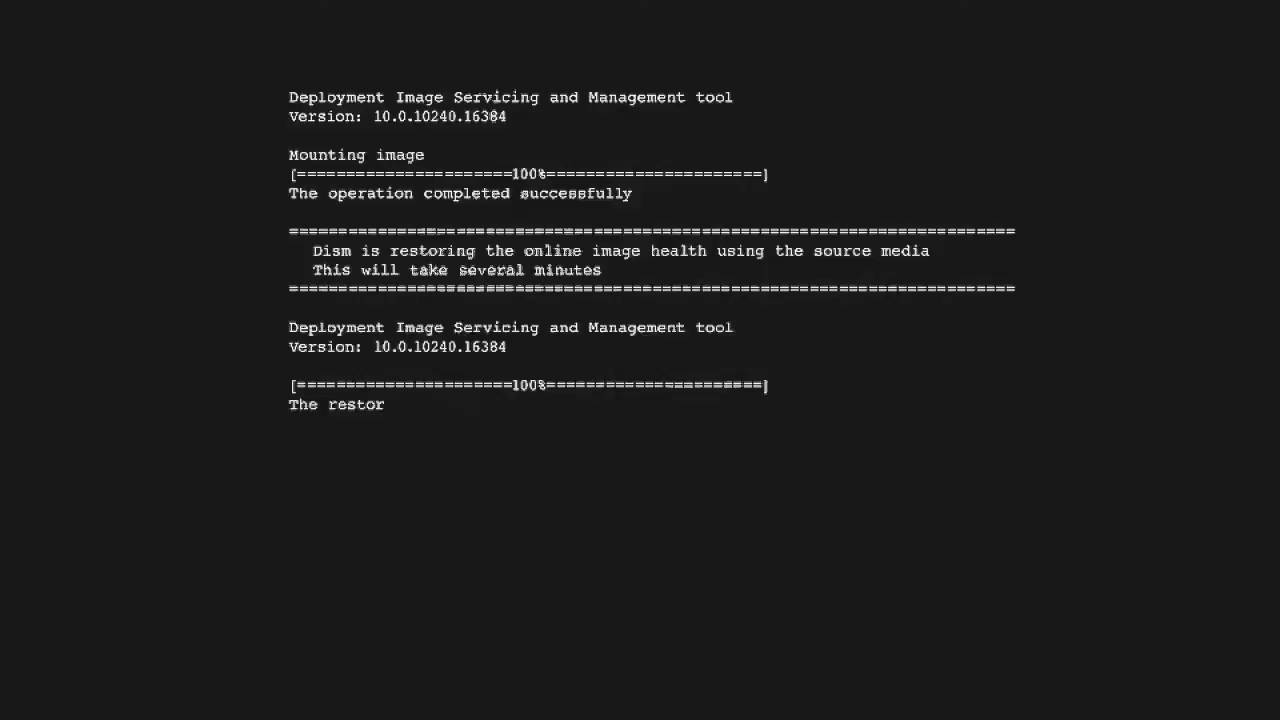 Deployment Image Servicing and Management tool
Version: 10.0.10240.16384
Mounting image
[======================100%======================]
The operation completed successfully
===========================================================================
Dism is restoring the online image health using the source media
This will take several minutes
===========================================================================
Deployment Image Servicing and Management tool
Version: 10.0.10240.16384
[======================100%======================]
The restor